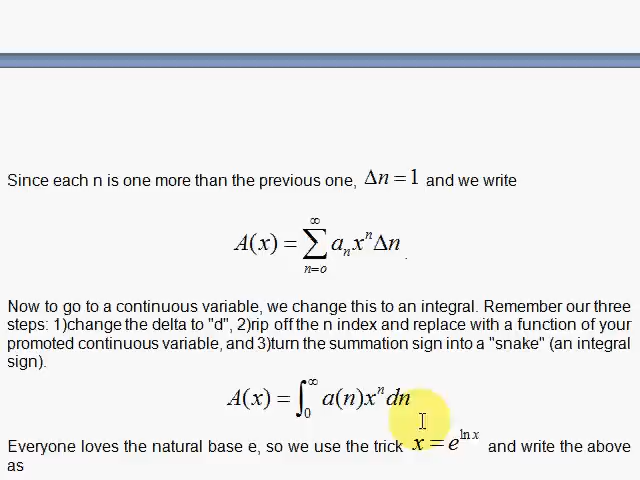 Since each n is one more than the previous one, Δn = 1 and we write
A(x) = ∑_{n=o}^{∞} a_n x^n Δn .
Now to go to a continuous variable, we change this to an integral. Remember our three
steps: 1)change the delta to "d", 2)rip off the n index and replace with a function of your
promoted continuous variable, and 3)turn the summation sign into a "snake" (an integral
sign).
A(x) = ∫_0^∞ a(n)x^n dn
Everyone loves the natural base e, so we use the trick x = e^{ln x} and write the above
as